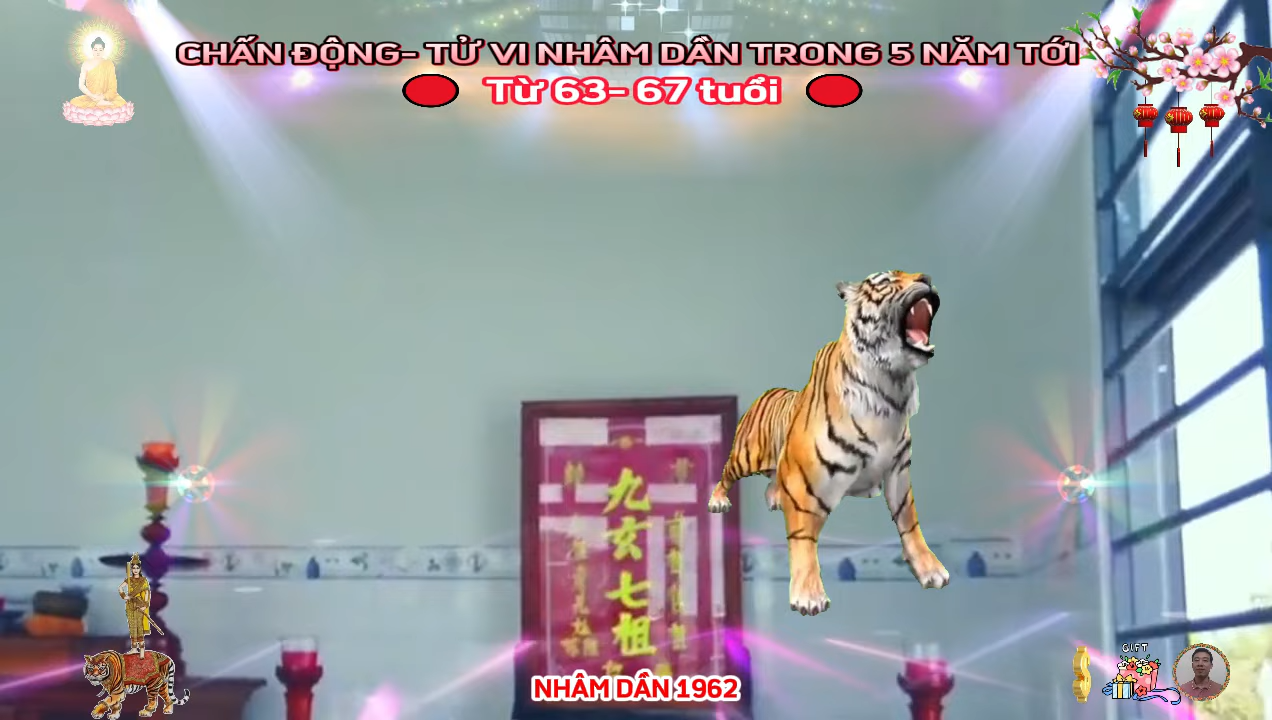 CHẤN ĐỘNG- TỬ VI NHÂM DẦN TRONG 5 NĂM TỚI
Từ 63- 67 tuổi
九玄七祖
NHÂM DẦN 1962
GIFT